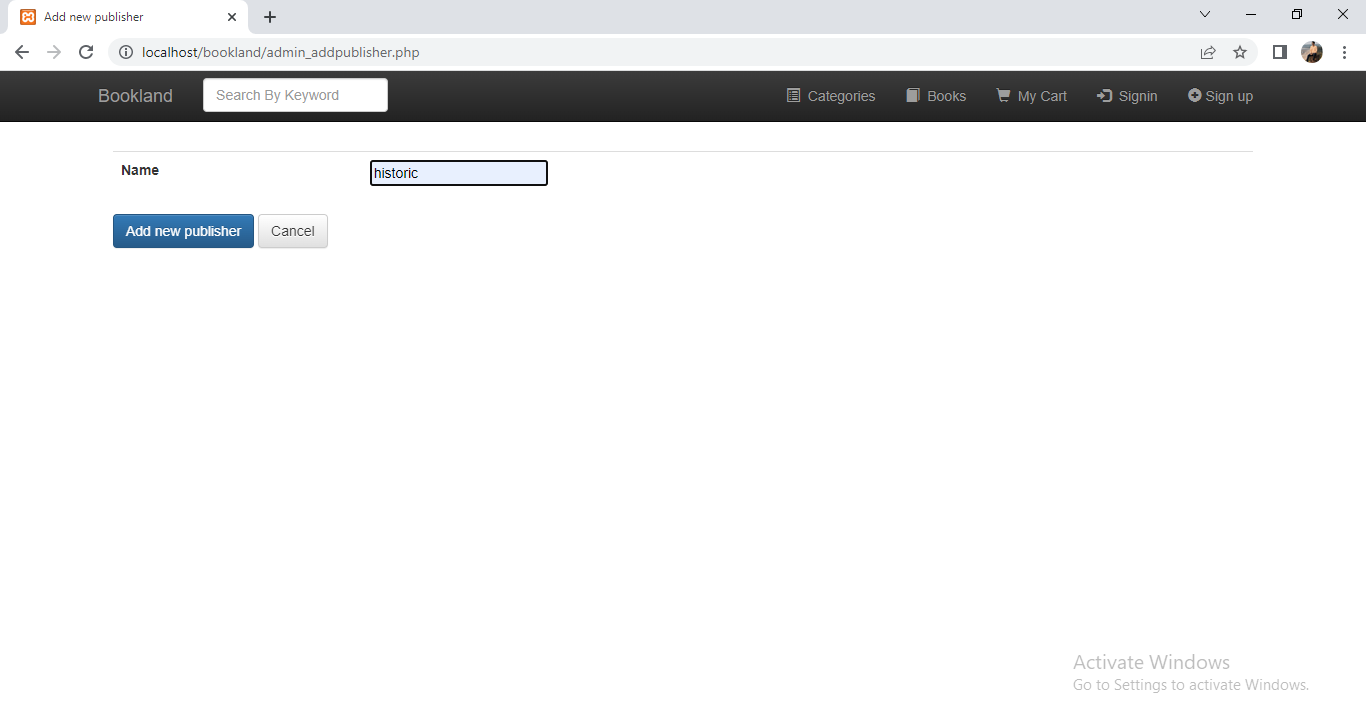 Add new publisher
localhost/bookland/admin_addpublisher.php
Bookland Search By Keyword Categories Books My Cart Signin Sign up
Name historic
Add new publisher Cancel
Activate Windows
Go to Settings to activate Windows.